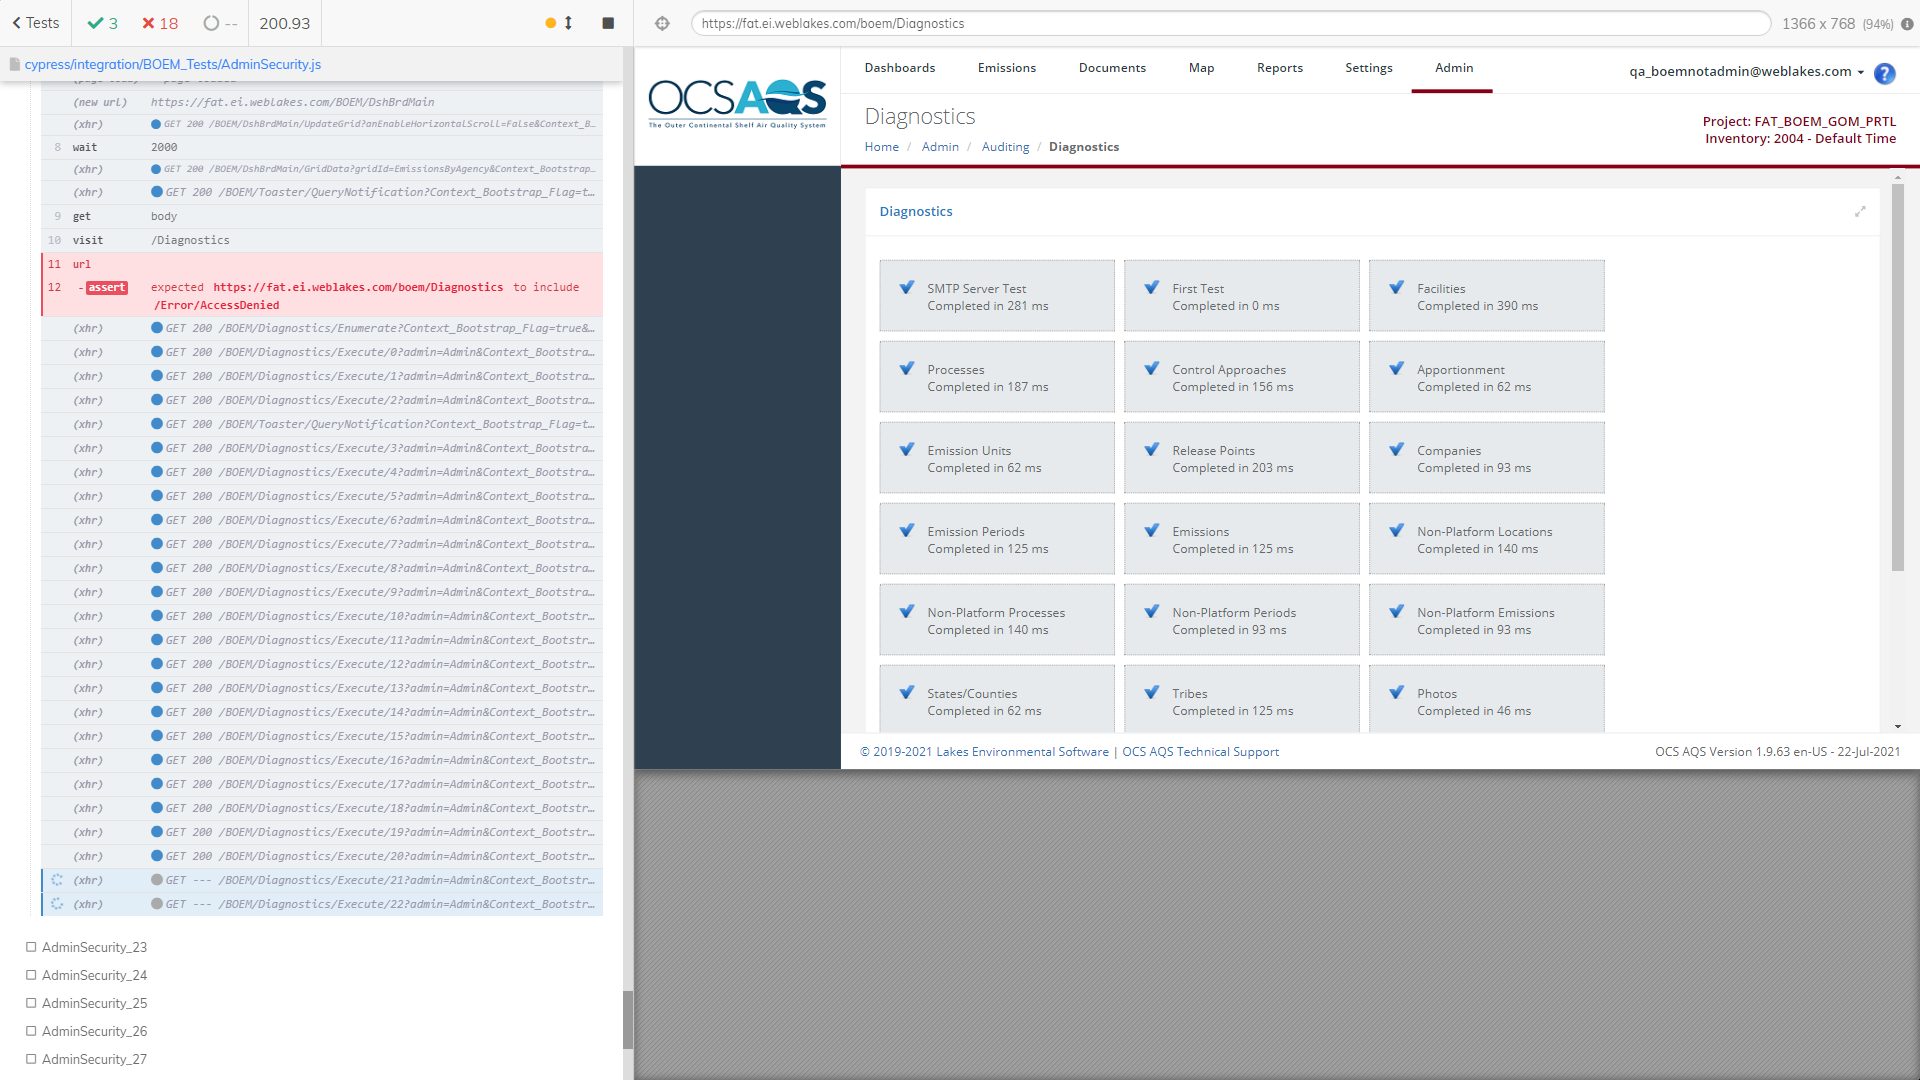 Tests
3
18
--
200.93
https://fat.ei.weblakes.com/boem/Diagnostics
1366 x 768 (94%)
cypress/integration/BOEM_Tests/AdminSecurity.js
(new url) https://fat.ei.weblakes.com/BOEM/DshBrdMain
(xhr) GET 200 /BOEM/DshBrdMain/UpdateGrid?anEnableHorizontalScroll=False&Context_B...
8 wait 2000
(xhr) GET 200 /BOEM/DshBrdMain/GridData?gridId=EmissionsByAgency&Context_Bootstrap...
(xhr) GET 200 /BOEM/Toaster/QueryNotification?Context_Bootstrap_Flag=t...
9 get body
10 visit /Diagnostics
11 url
12 -assert expected https://fat.ei.weblakes.com/boem/Diagnostics to include
/Error/AccessDenied
(xhr) GET 200 /BOEM/Diagnostics/Enumerate?Context_Bootstrap_Flag=true&...
(xhr) GET 200 /BOEM/Diagnostics/Execute/0?admin=Admin&Context_Bootstra...
(xhr) GET 200 /BOEM/Diagnostics/Execute/1?admin=Admin&Context_Bootstra...
(xhr) GET 200 /BOEM/Diagnostics/Execute/2?admin=Admin&Context_Bootstra...
(xhr) GET 200 /BOEM/Toaster/QueryNotification?Context_Bootstrap_Flag=t...
(xhr) GET 200 /BOEM/Diagnostics/Execute/3?admin=Admin&Context_Bootstra...
(xhr) GET 200 /BOEM/Diagnostics/Execute/4?admin=Admin&Context_Bootstra...
(xhr) GET 200 /BOEM/Diagnostics/Execute/5?admin=Admin&Context_Bootstra...
(xhr) GET 200 /BOEM/Diagnostics/Execute/6?admin=Admin&Context_Bootstra...
(xhr) GET 200 /BOEM/Diagnostics/Execute/7?admin=Admin&Context_Bootstra...
(xhr) GET 200 /BOEM/Diagnostics/Execute/8?admin=Admin&Context_Bootstra...
(xhr) GET 200 /BOEM/Diagnostics/Execute/9?admin=Admin&Context_Bootstra...
(xhr) GET 200 /BOEM/Diagnostics/Execute/10?admin=Admin&Context_Bootstr...
(xhr) GET 200 /BOEM/Diagnostics/Execute/11?admin=Admin&Context_Bootstr...
(xhr) GET 200 /BOEM/Diagnostics/Execute/12?admin=Admin&Context_Bootstr...
(xhr) GET 200 /BOEM/Diagnostics/Execute/13?admin=Admin&Context_Bootstr...
(xhr) GET 200 /BOEM/Diagnostics/Execute/14?admin=Admin&Context_Bootstr...
(xhr) GET 200 /BOEM/Diagnostics/Execute/15?admin=Admin&Context_Bootstr...
(xhr) GET 200 /BOEM/Diagnostics/Execute/16?admin=Admin&Context_Bootstr...
(xhr) GET 200 /BOEM/Diagnostics/Execute/17?admin=Admin&Context_Bootstr...
(xhr) GET 200 /BOEM/Diagnostics/Execute/18?admin=Admin&Context_Bootstr...
(xhr) GET 200 /BOEM/Diagnostics/Execute/19?admin=Admin&Context_Bootstr...
(xhr) GET 200 /BOEM/Diagnostics/Execute/20?admin=Admin&Context_Bootstr...
(xhr) GET --- /BOEM/Diagnostics/Execute/21?admin=Admin&Context_Bootstr...
(xhr) GET --- /BOEM/Diagnostics/Execute/22?admin=Admin&Context_Bootstr...
AdminSecurity_23
AdminSecurity_24
AdminSecurity_25
AdminSecurity_26
AdminSecurity_27
OCSAQS
The Outer Continental Shelf Air Quality System
Dashboards Emissions Documents Map Reports Settings Admin
qa_boemnotadmin@weblakes.com
?
Diagnostics
Home / Admin / Auditing / Diagnostics
Project: FAT_BOEM_GOM_PRTL
Inventory: 2004 - Default Time
Diagnostics
SMTP Server Test
Completed in 281 ms
First Test
Completed in 0 ms
Facilities
Completed in 390 ms
Processes
Completed in 187 ms
Control Approaches
Completed in 156 ms
Apportionment
Completed in 62 ms
Emission Units
Completed in 62 ms
Release Points
Completed in 203 ms
Companies
Completed in 93 ms
Emission Periods
Completed in 125 ms
Emissions
Completed in 125 ms
Non-Platform Locations
Completed in 140 ms
Non-Platform Processes
Completed in 140 ms
Non-Platform Periods
Completed in 93 ms
Non-Platform Emissions
Completed in 93 ms
States/Counties
Completed in 62 ms
Tribes
Completed in 125 ms
Photos
Completed in 46 ms
© 2019-2021 Lakes Environmental Software | OCS AQS Technical Support
OCS AQS Version 1.9.63 en-US - 22-Jul-2021